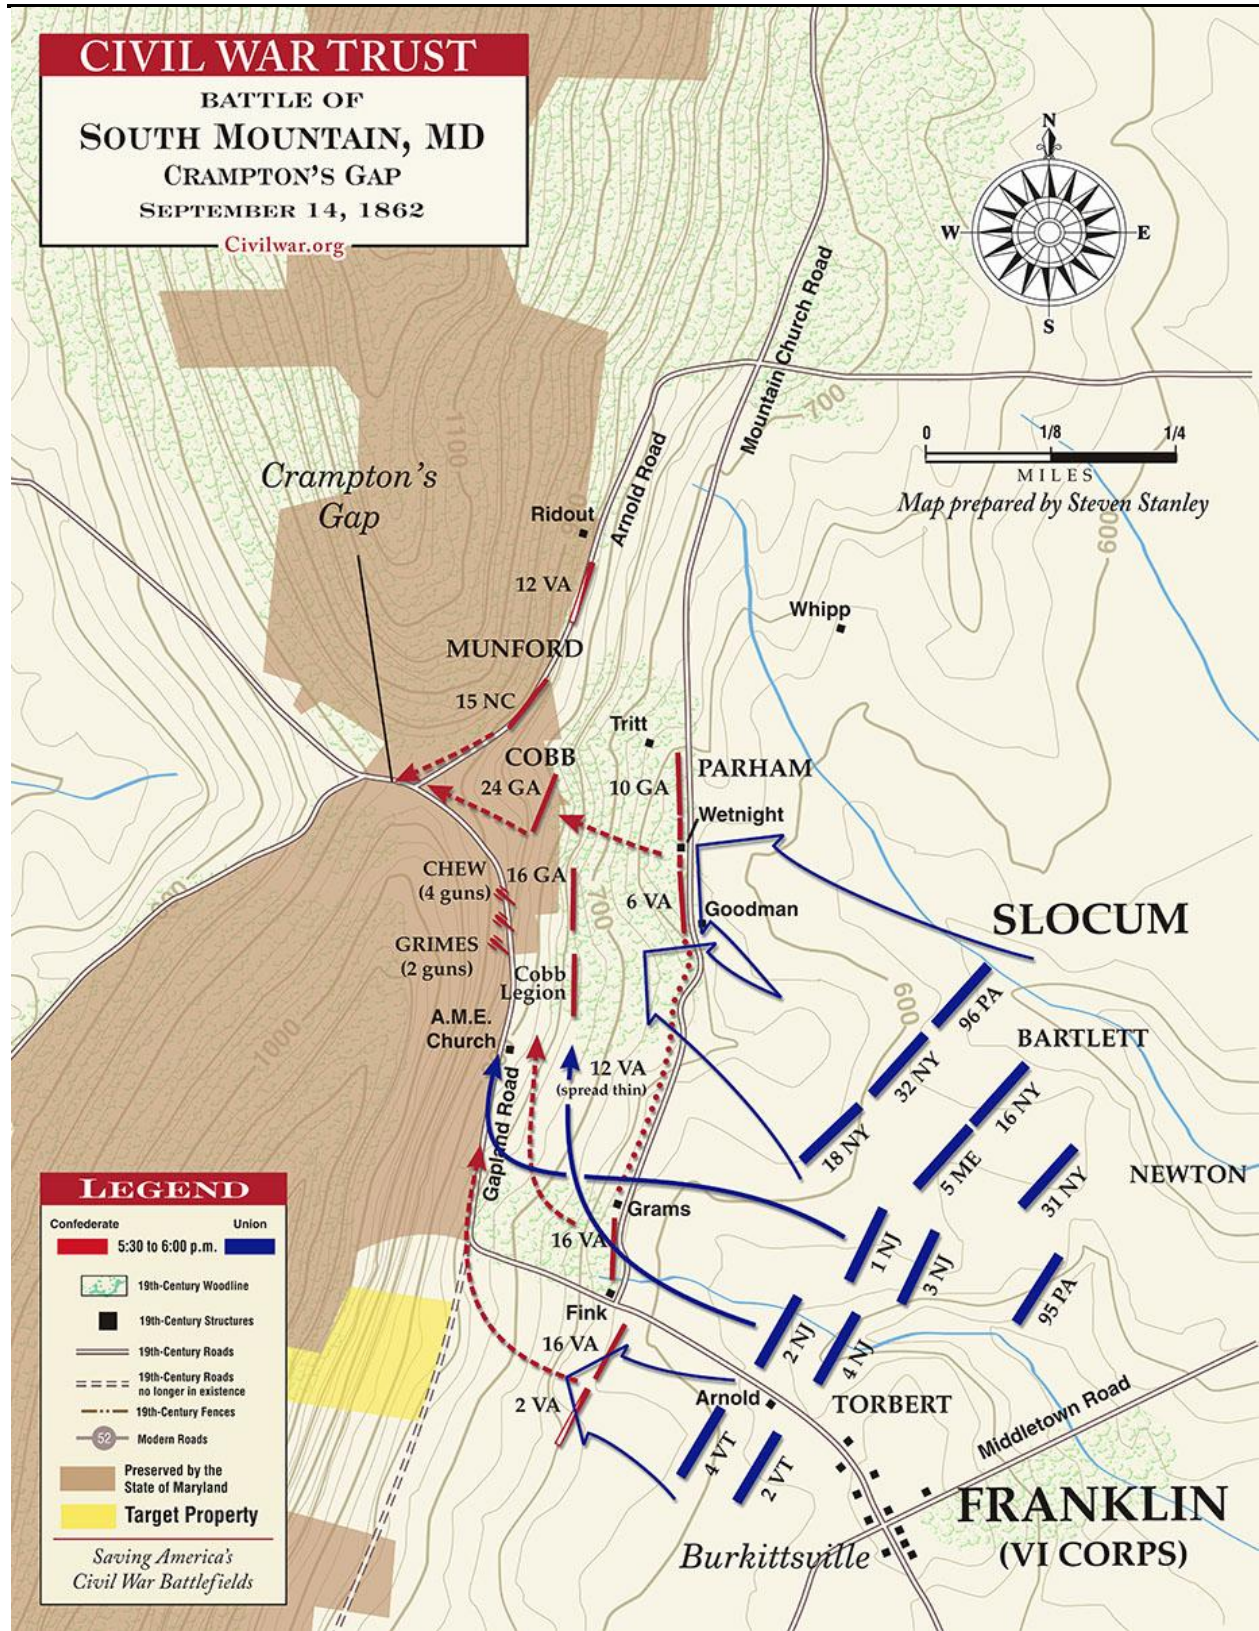 CIVIL WAR TRUST
BATTLE OF
SOUTH MOUNTAIN, MD
CRAMPTON'S GAP
SEPTEMBER 14, 1862
Civilwar.org
N
W
E
S
0 1/8 1/4
MILES
Map prepared by Steven Stanley
Mountain Church Road
700
1100
600
Crampton's
Gap
Ridout
Arnold Road
12 VA
MUNFORD
Whipp
15 NC
Tritt
COBB
24 GA
10 GA
PARHAM
Wetnight
CHEW
(4 guns)
16 GA
700
6 VA
Goodman
SLOCUM
GRIMES
(2 guns)
Cobb
Legion
600
96 PA
A.M.E.
Church
1000
BARTLETT
12 VA
(spread thin)
32 NY
16 NY
18 NY
5 ME
Gapland Road
NEWTON
31 NY
Grams
16 VA
1 NJ
3 NJ
95 PA
Fink
16 VA
2 NJ
4 NJ
2 VA
Arnold
TORBERT
Middletown Road
4 VT
2 VT
FRANKLIN
(VI CORPS)
Burkittsville
LEGEND
Confederate Union
5:30 to 6:00 p.m.
19th-Century Woodline
19th-Century Structures
19th-Century Roads
19th-Century Roads
no longer in existence
19th-Century Fences
52 Modern Roads
Preserved by the
State of Maryland
Target Property
Saving America's
Civil War Battlefields